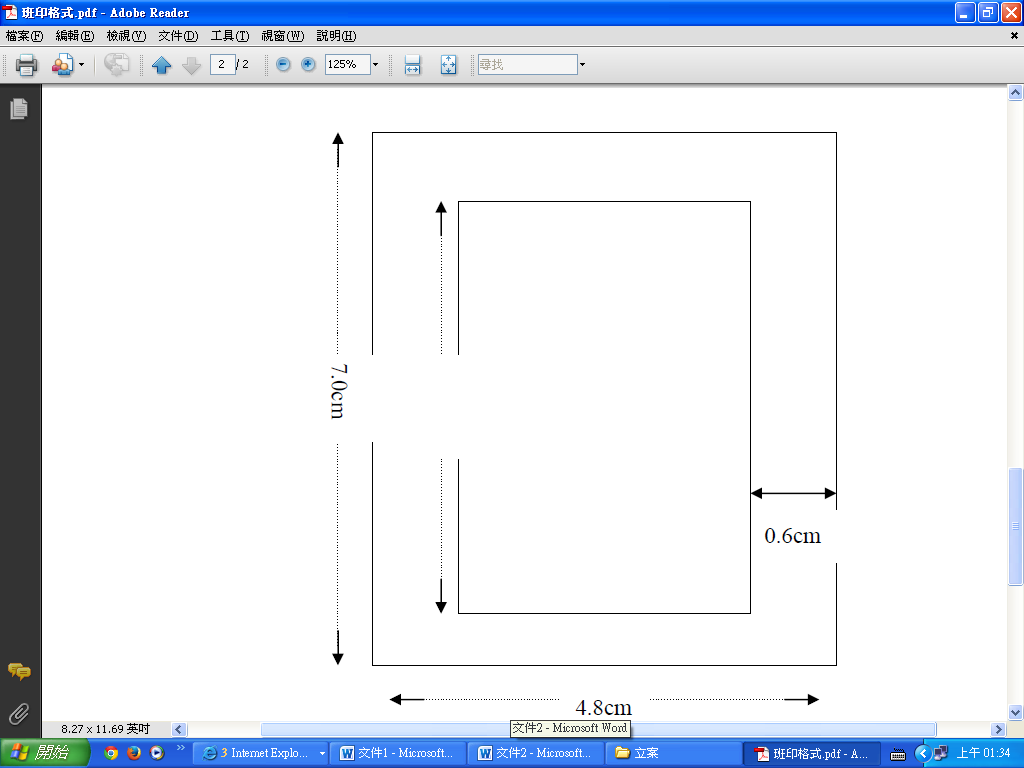 班印格式.pdf - Adobe Reader
檔案(F) 編輯(E) 檢視(V) 文件(D) 工具(T) 視窗(W) 說明(H)
2 / 2 125% 尋找
7.0cm
0.6cm
4.8cm
文件2 - Microsoft Word
8.27 x 11.69 英吋
開始 3 Internet Explo... 文件1 - Microsoft... 文件2 - Microsoft... 立案 班印格式.pdf - A... 上午 01:34